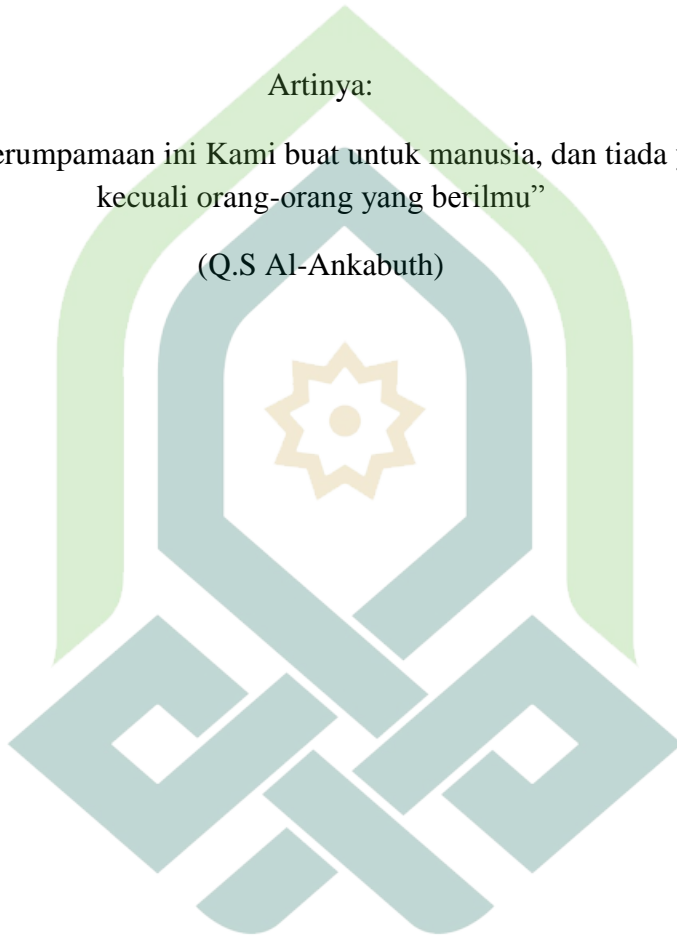 Artinya:
erumpamaan ini Kami buat untuk manusia, dan tiada
kecuali orang-orang yang berilmu”
(Q.S Al-Ankabuth)